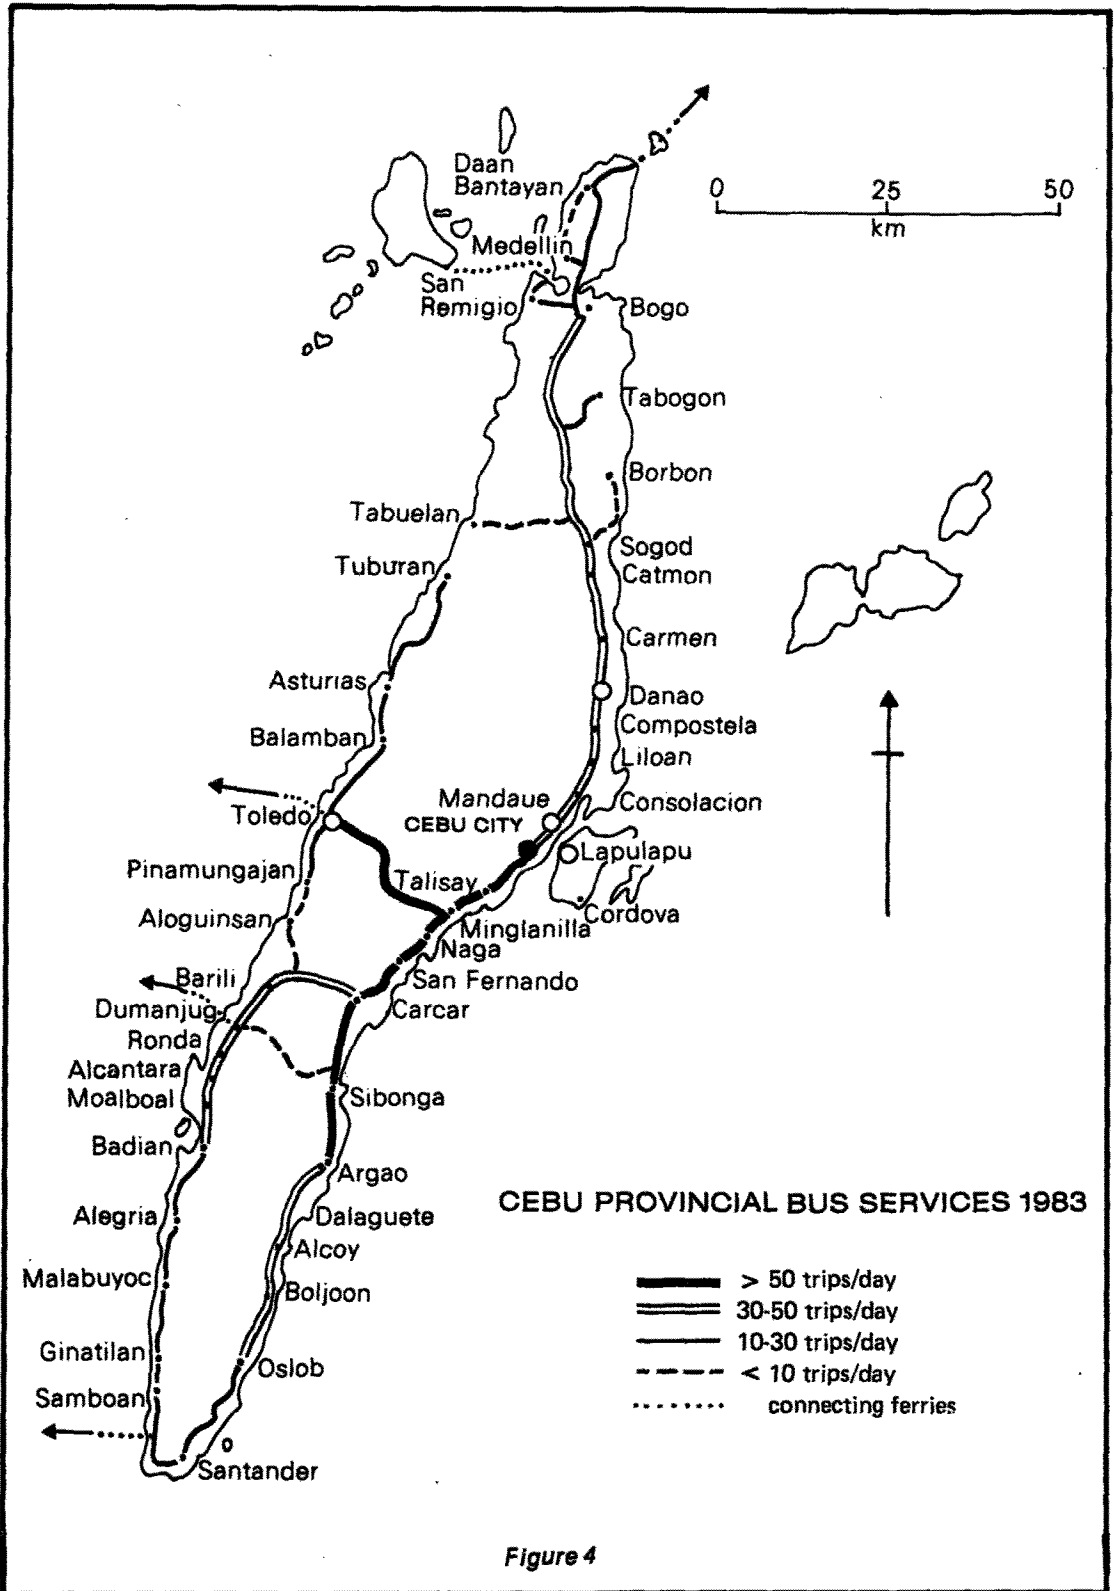 Daan
Bantayan
0 25 50
km
Medellin
San
Remigio
Bogo
Tabogon
Borbon
Tabuelan
Sogod
Tuburan
Catmon
Carmen
Asturias
Danao
Compostela
Balamban
Liloan
Mandaue
Consolacion
Toledo
CEBU CITY
Lapulapu
Pinamungajan
Talisay
Aloguinsan
Cordova
Minglanilla
Naga
Barili
San Fernando
Dumanjug
Carcar
Ronda
Alcantara
Moalboal
Sibonga
Badian
Argao
CEBU PROVINCIAL BUS SERVICES 1983
Alegria
Dalaguete
Alcoy
Malabuyoc
Boljoon
> 50 trips/day
30-50 trips/day
10-30 trips/day
Ginatilan
Oslob
< 10 trips/day
Samboan
connecting ferries
Santander
Figure 4